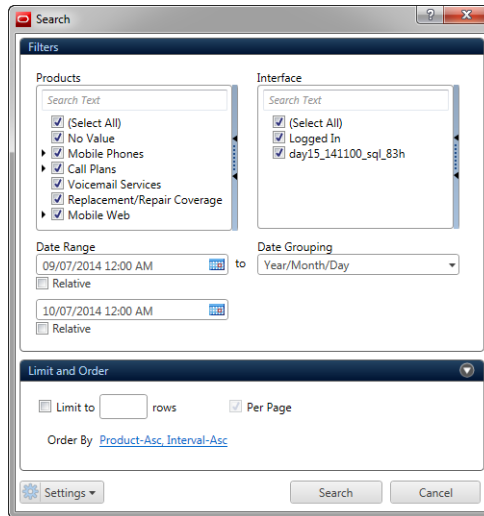 Search
Filters
Products
Search Text
(Select All)
No Value
Mobile Phones
Call Plans
Voicemail Services
Replacement/Repair Coverage
Mobile Web
Interface
Search Text
(Select All)
Logged In
day15_141100_sql_83h
Date Range
09/07/2014 12:00 AM
to
Relative
10/07/2014 12:00 AM
Relative
Date Grouping
Year/Month/Day
Limit and Order
Limit to rows
Per Page
Order By Product-Asc, Interval-Asc
Settings
Search
Cancel